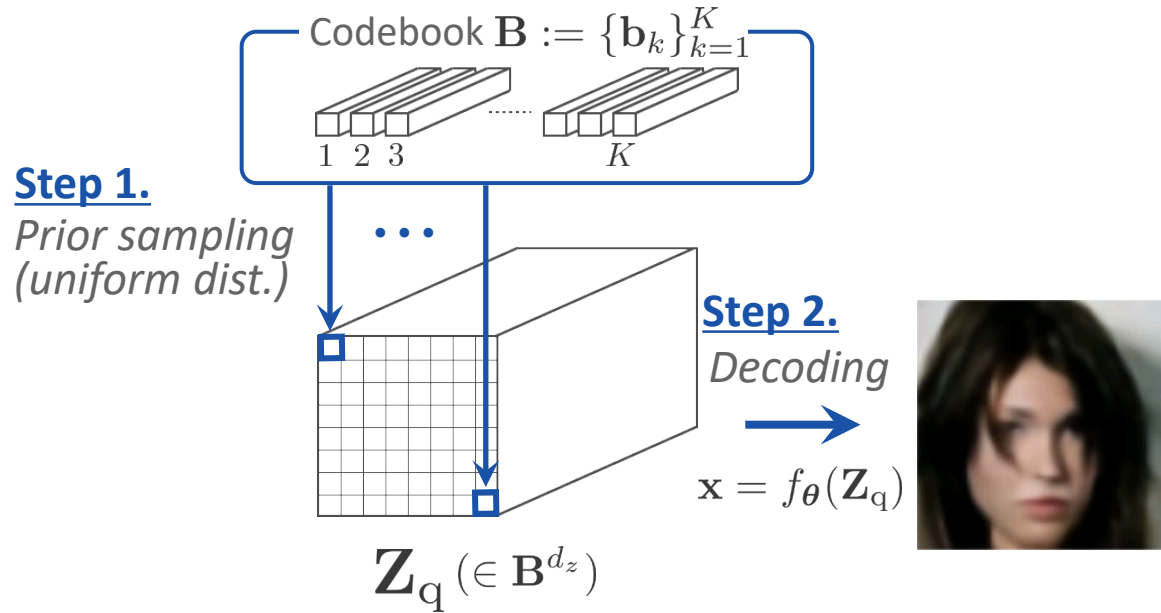 Codebook B := {b_k}_{k=1}^{K}
1 2 3 ...... K
Step 1.
Prior sampling
(uniform dist.)
...
Step 2.
Decoding
x = f_θ(Z_q)
Z_q (∈ B^{d_z})